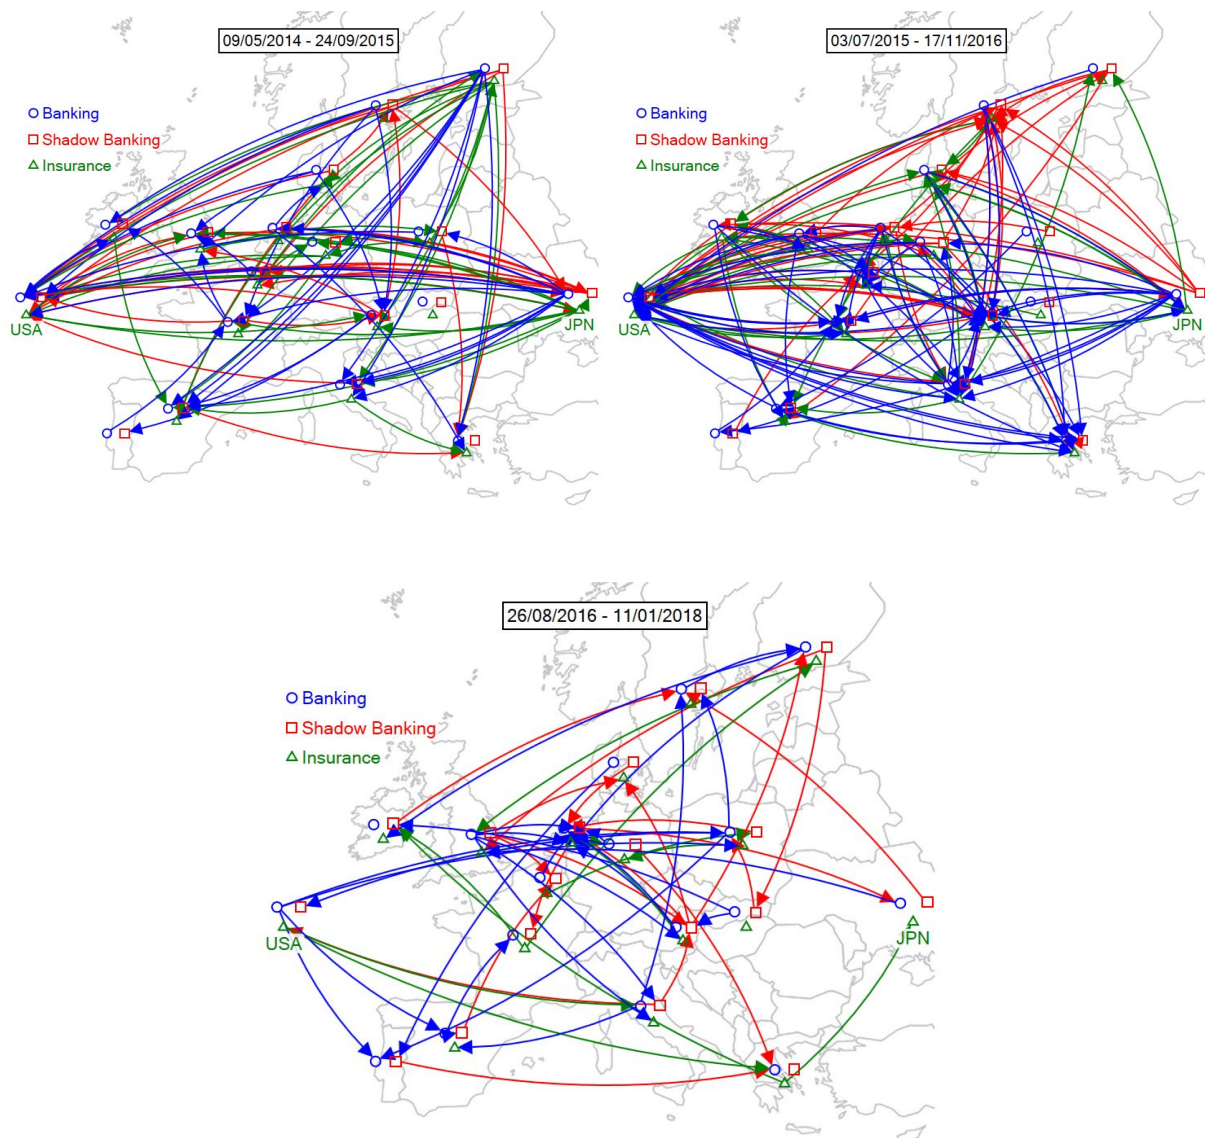 09/05/2014 - 24/09/2015
Banking
Shadow Banking
Insurance
USA
JPN
03/07/2015 - 17/11/2016
Banking
Shadow Banking
Insurance
USA
JPN
26/08/2016 - 11/01/2018
Banking
Shadow Banking
Insurance
USA
JPN